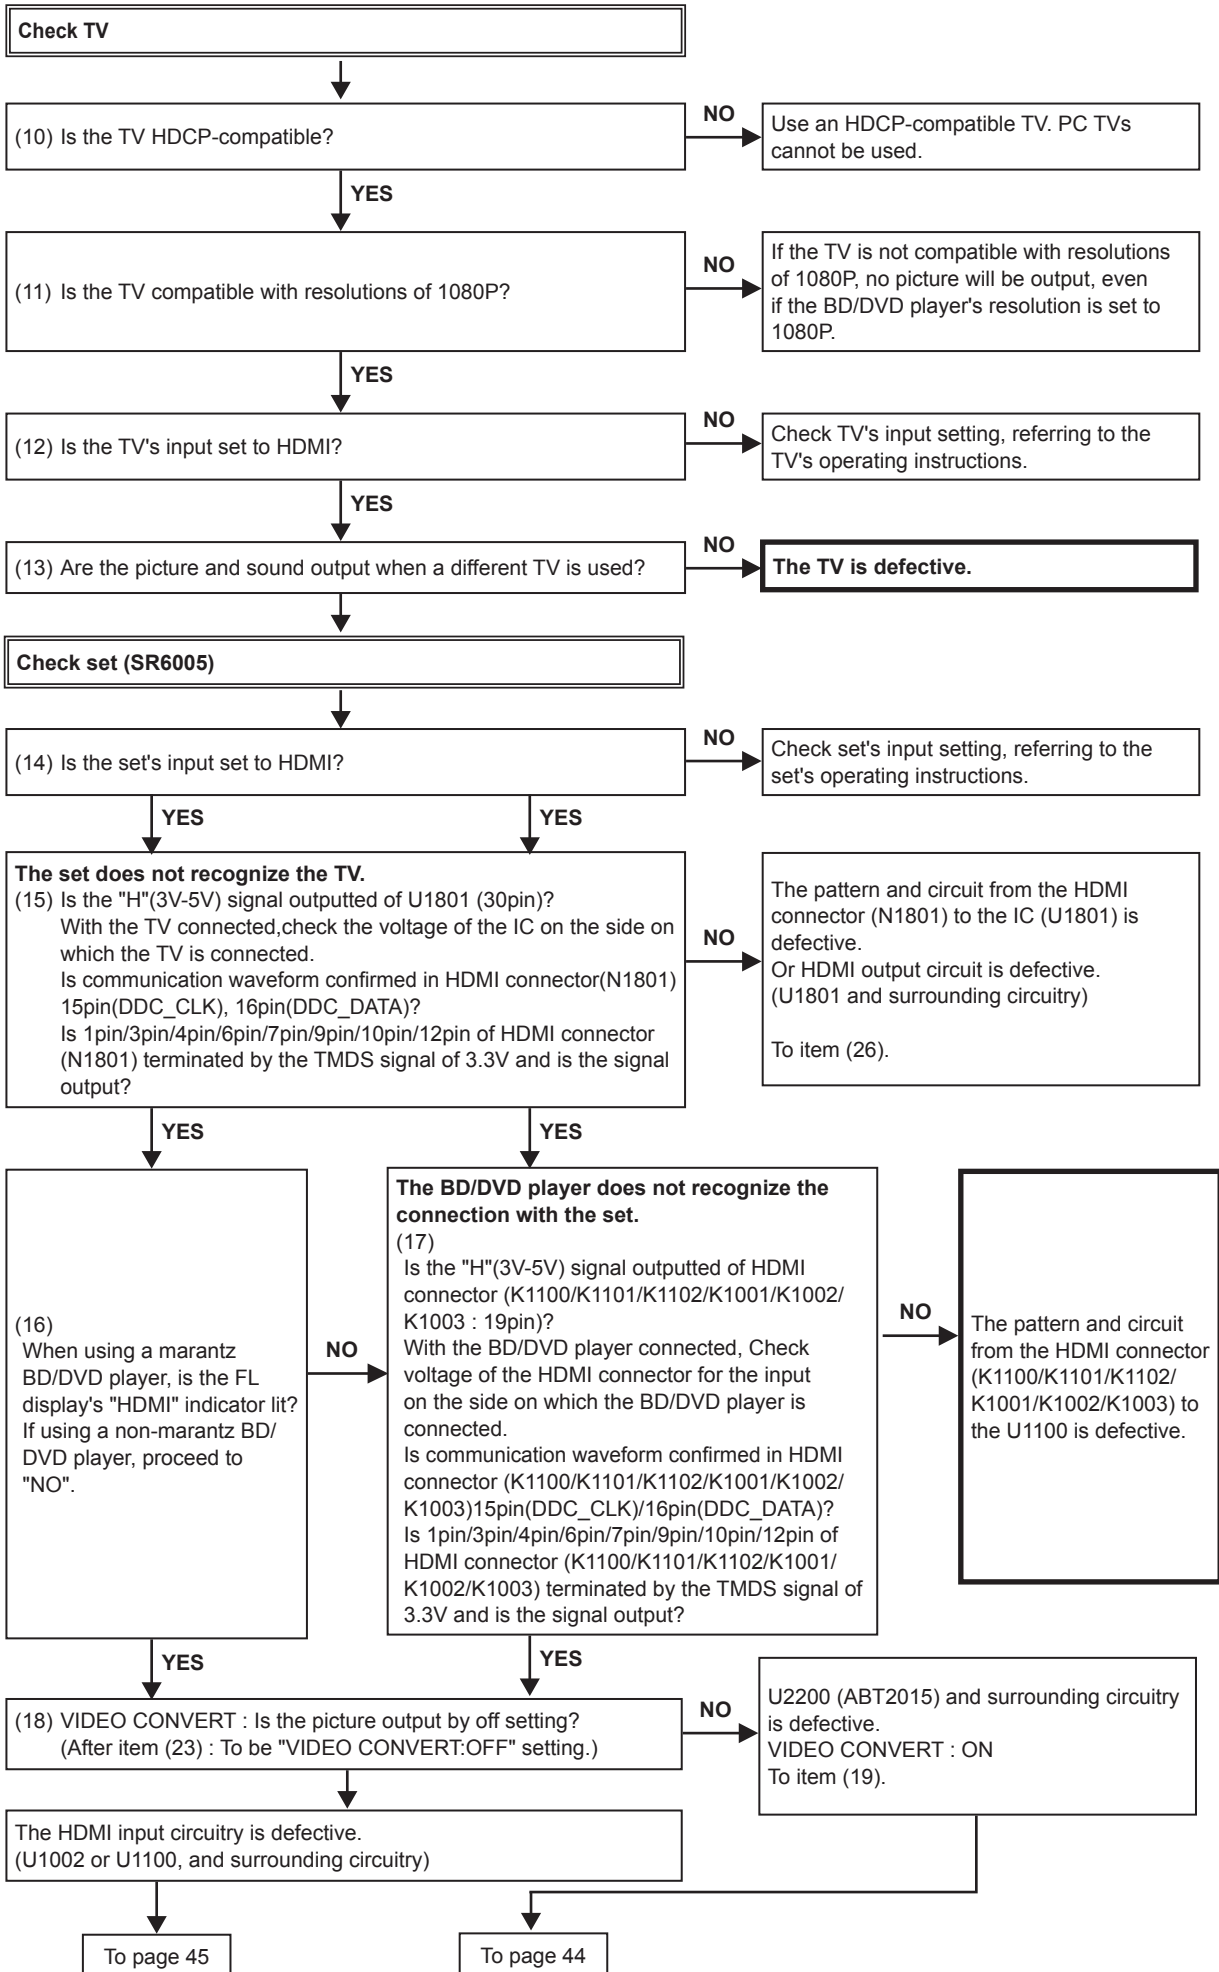 Check TV
(10) Is the TV HDCP-compatible?
NO
Use an HDCP-compatible TV. PC TVs
cannot be used.
YES
(11) Is the TV compatible with resolutions of 1080P?
NO
If the TV is not compatible with resolutions
of 1080P, no picture will be output, even
if the BD/DVD player's resolution is set to
1080P.
YES
(12) Is the TV's input set to HDMI?
NO
Check TV's input setting, referring to the
TV's operating instructions.
YES
(13) Are the picture and sound output when a different TV is used?
NO
The TV is defective.
Check set (SR6005)
(14) Is the set's input set to HDMI?
NO
Check set's input setting, referring to the
set's operating instructions.
YES
YES
The set does not recognize the TV.
(15) Is the "H"(3V-5V) signal outputted of U1801 (30pin)?
With the TV connected,check the voltage of the IC on the side on
which the TV is connected.
Is communication waveform confirmed in HDMI connector(N1801)
15pin(DDC_CLK), 16pin(DDC_DATA)?
Is 1pin/3pin/4pin/6pin/7pin/9pin/10pin/12pin of HDMI connector
(N1801) terminated by the TMDS signal of 3.3V and is the signal
output?
NO
The pattern and circuit from the HDMI
connector (N1801) to the IC (U1801) is
defective.
Or HDMI output circuit is defective.
(U1801 and surrounding circuitry)
To item (26).
YES
YES
(16)
When using a marantz
BD/DVD player, is the FL
display's "HDMI" indicator lit?
If using a non-marantz BD/
DVD player, proceed to
"NO".
NO
The BD/DVD player does not recognize the
connection with the set.
(17)
Is the "H"(3V-5V) signal outputted of HDMI
connector (K1100/K1101/K1102/K1001/K1002/
K1003 : 19pin)?
With the BD/DVD player connected, Check
voltage of the HDMI connector for the input
on the side on which the BD/DVD player is
connected.
Is communication waveform confirmed in HDMI
connector (K1100/K1101/K1102/K1001/K1002/
K1003)15pin(DDC_CLK)/16pin(DDC_DATA)?
Is 1pin/3pin/4pin/6pin/7pin/9pin/10pin/12pin of
HDMI connector (K1100/K1101/K1102/K1001/
K1002/K1003) terminated by the TMDS signal of
3.3V and is the signal output?
NO
The pattern and circuit
from the HDMI connector
(K1100/K1101/K1102/
K1001/K1002/K1003) to
the U1100 is defective.
YES
YES
(18) VIDEO CONVERT : Is the picture output by off setting?
(After item (23) : To be "VIDEO CONVERT:OFF" setting.)
NO
U2200 (ABT2015) and surrounding circuitry
is defective.
VIDEO CONVERT : ON
To item (19).
The HDMI input circuitry is defective.
(U1002 or U1100, and surrounding circuitry)
To page 45
To page 44